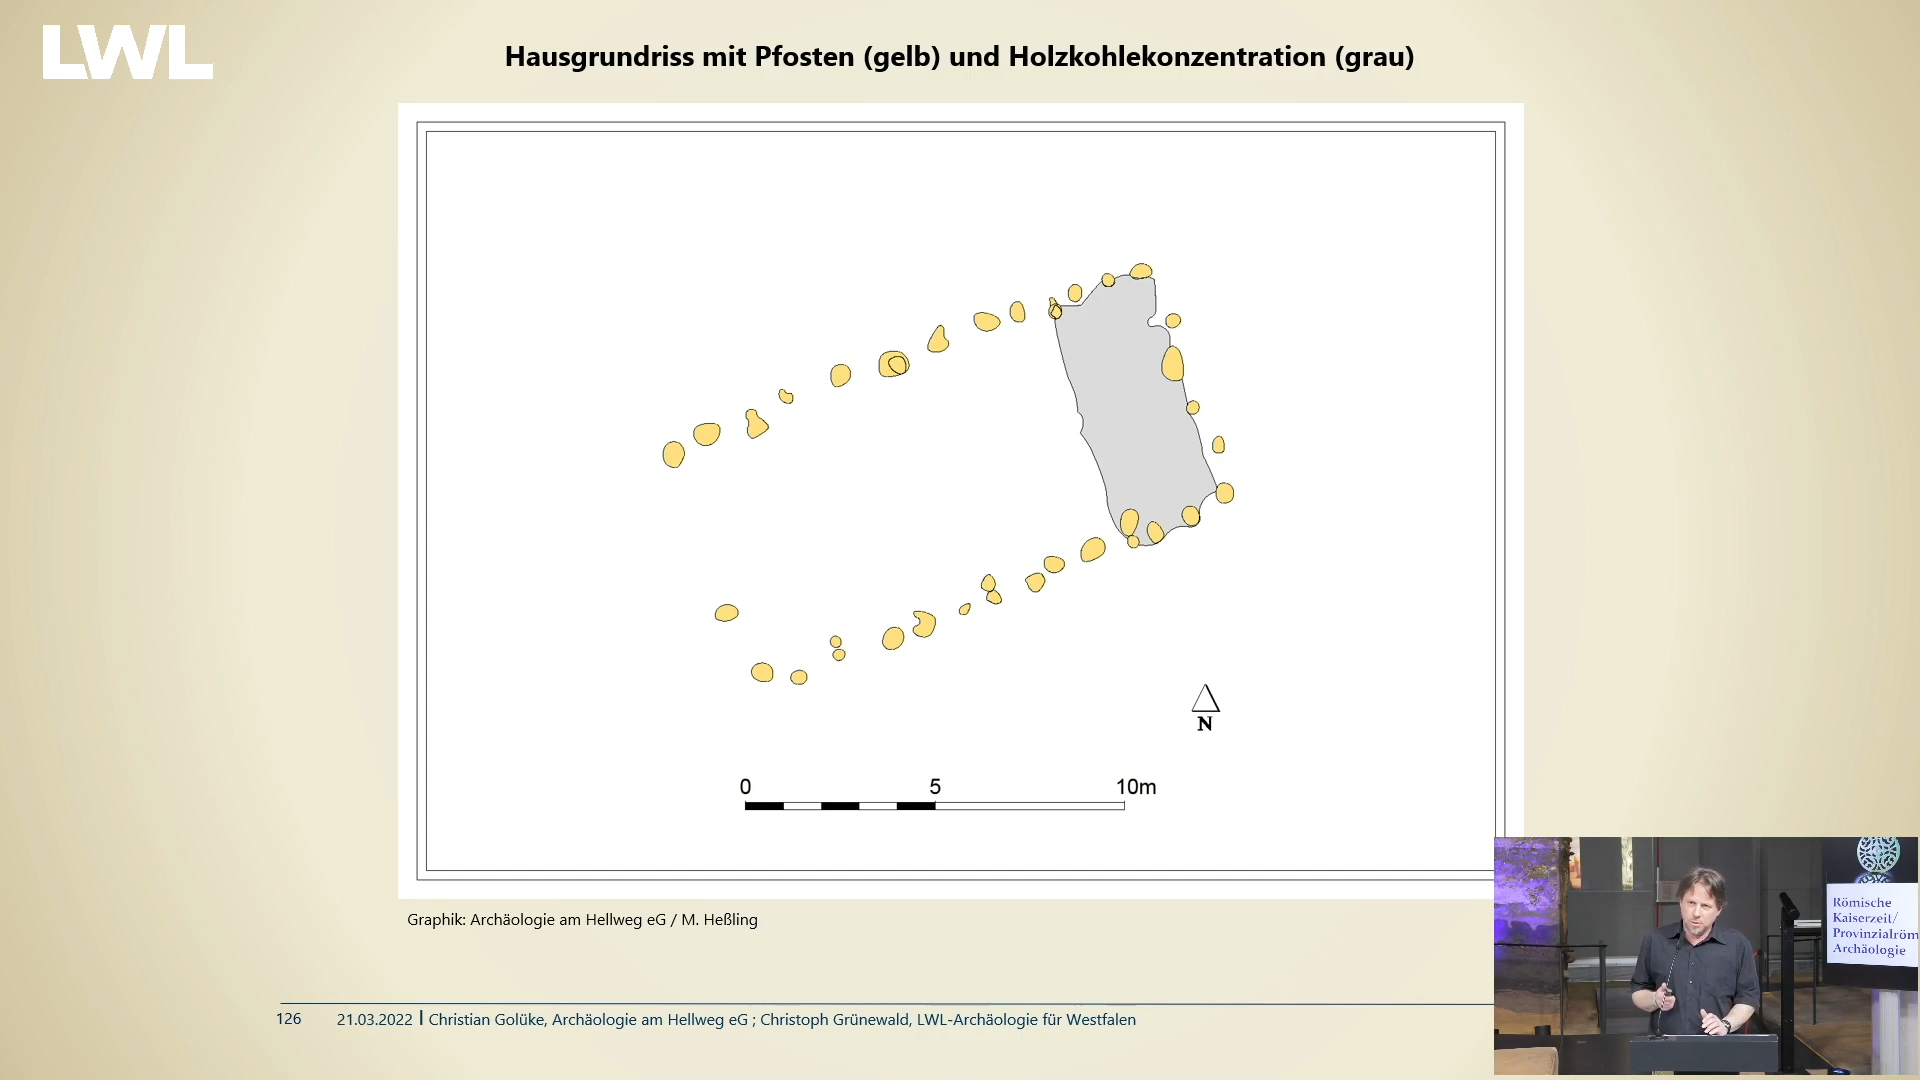 LWL
Hausgrundriss mit Pfosten (gelb) und Holzkohlekonzentration (grau)
N
0 5 10m
Graphik: Archäologie am Hellweg eG / M. Heßling
Römische
Kaiserzeit/
Provinzialröm
Archäologie
126 21.03.2022 | Christian Golüke, Archäologie am Hellweg eG ; Christoph Grünewald, LWL-Archäologie für Westfalen